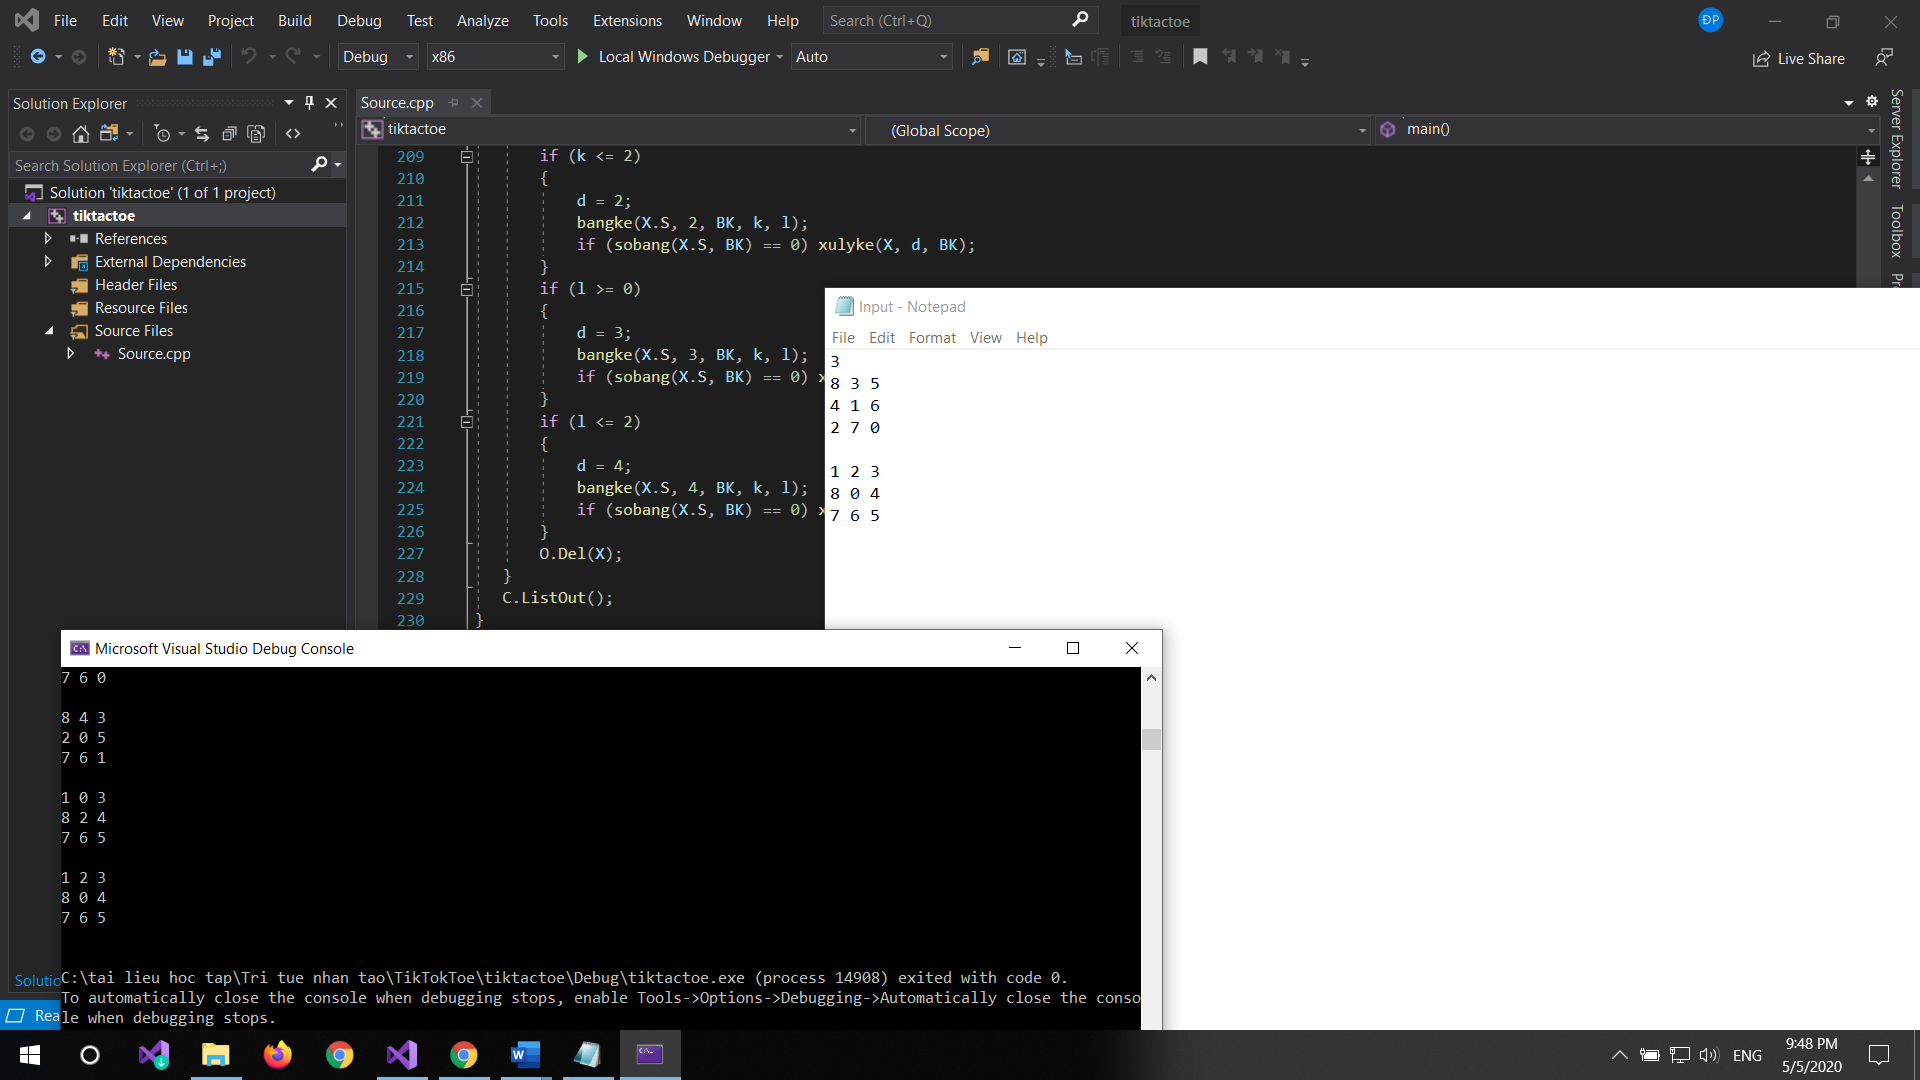 File Edit View Project Build Debug Test Analyze Tools Extensions Window Help Search (Ctrl+Q) tiktactoe ĐP
Debug x86 Local Windows Debugger Auto Live Share
Solution Explorer
Search Solution Explorer (Ctrl+;)
Solution 'tiktactoe' (1 of 1 project)
tiktactoe
References
External Dependencies
Header Files
Resource Files
Source Files
Source.cpp
Solutio
Rea
Source.cpp
tiktactoe (Global Scope) main()
209 if (k <= 2)
210 {
211 d = 2;
212 bangke(X.S, 2, BK, k, l);
213 if (sobang(X.S, BK) == 0) xulyke(X, d, BK);
214 }
215 if (l >= 0)
216 {
217 d = 3;
218 bangke(X.S, 3, BK, k, l);
219 if (sobang(X.S, BK) == 0) x
220 }
221 if (l <= 2)
222 {
223 d = 4;
224 bangke(X.S, 4, BK, k, l);
225 if (sobang(X.S, BK) == 0) x
226 }
227 O.Del(X);
228 }
229 C.ListOut();
230 }
Server Explorer
Toolbox
Pr
Input - Notepad
File Edit Format View Help
3
8 3 5
4 1 6
2 7 0
1 2 3
8 0 4
7 6 5
Microsoft Visual Studio Debug Console
7 6 0
8 4 3
2 0 5
7 6 1
1 0 3
8 2 4
7 6 5
1 2 3
8 0 4
7 6 5
C:\tai lieu hoc tap\Tri tue nhan tao\TikTokToe\tiktactoe\Debug\tiktactoe.exe (process 14908) exited with code 0.
To automatically close the console when debugging stops, enable Tools->Options->Debugging->Automatically close the conso
le when debugging stops.
ENG
9:48 PM
5/5/2020